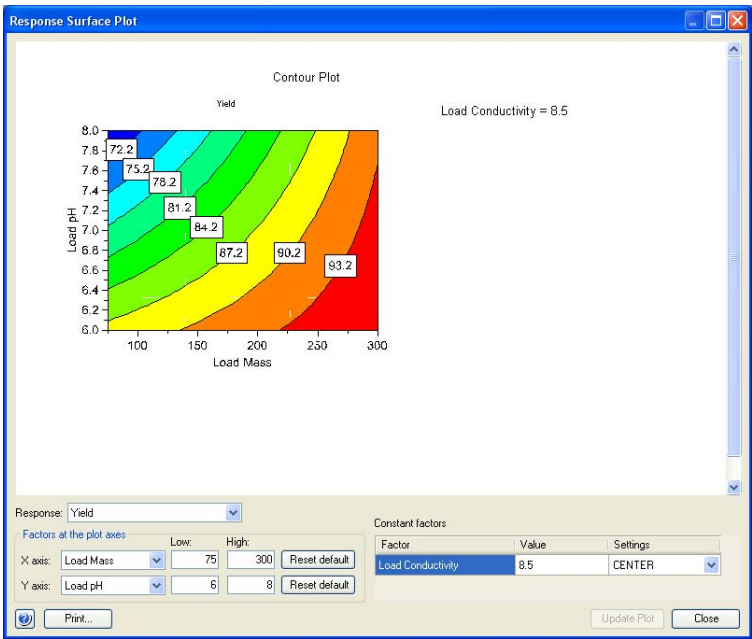 Response Surface Plot
Contour Plot
Yield
Load Conductivity = 8.5
8.0
7.8
7.6
7.4
7.2
7.0
6.8
6.6
6.4
6.2
6.0
Load pH
72.2
75.2
78.2
81.2
84.2
87.2
90.2
93.2
100 150 200 250 300
Load Mass
Response: Yield
Factors at the plot axes
Low: High:
X axis: Load Mass 75 300 Reset default
Y axis: Load pH 6 8 Reset default
Constant factors
Factor Value Settings
Load Conductivity 8.5 CENTER
Print... Update Plot Close